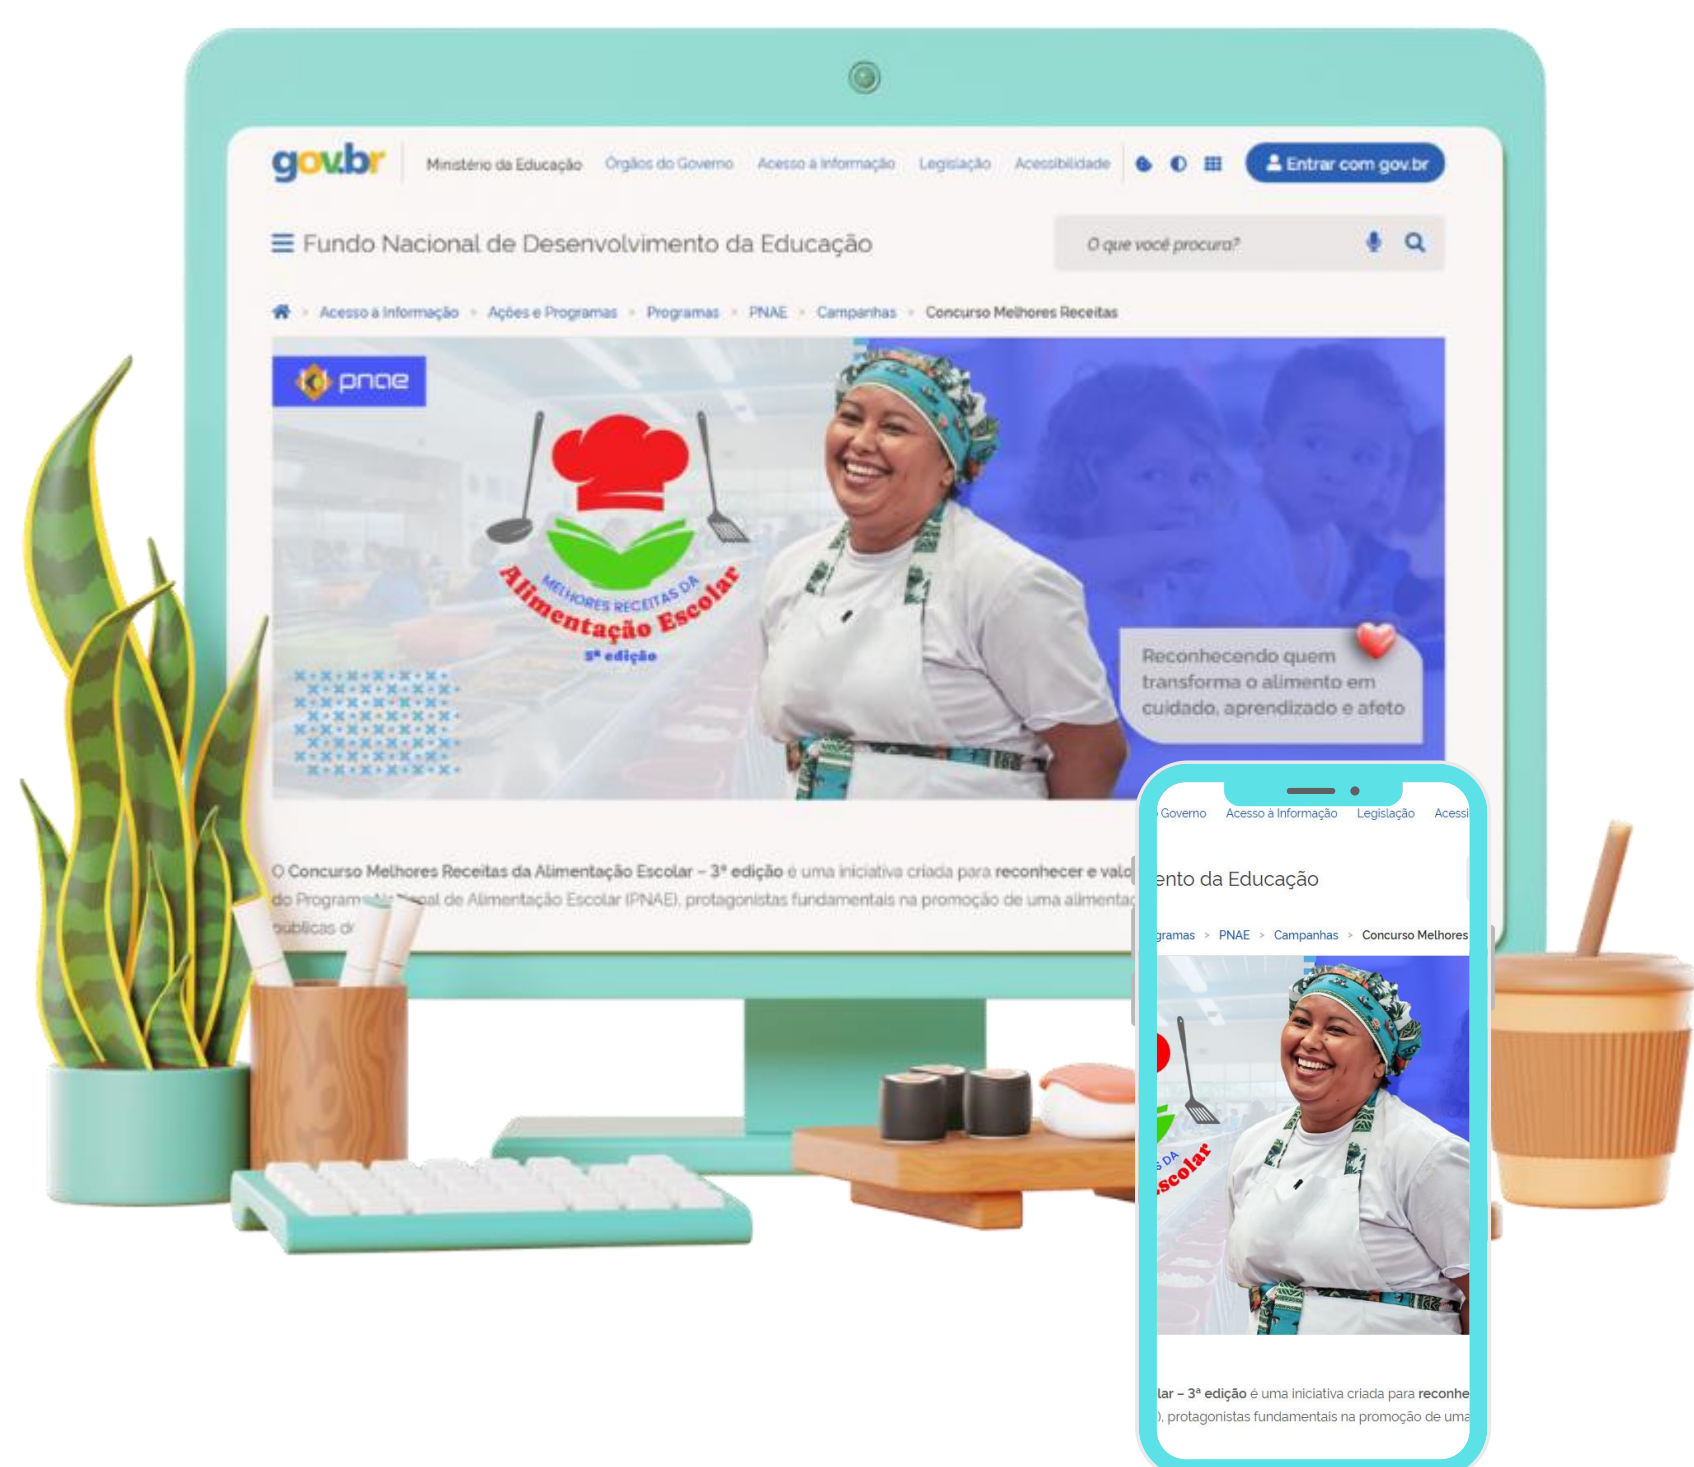 gov.br
Ministério da Educação Órgãos do Governo Acesso à Informação Legislação Acessibilidade Entrar com gov.br
Fundo Nacional de Desenvolvimento da Educação O que você procura?
Acesso à Informação > Ações e Programas > Programas > PNAE > Campanhas > Concurso Melhores Receitas
pnae
MELHORES RECEITAS DA
Alimentação Escolar
3ª edição
Reconhecendo quem
transforma o alimento em
cuidado, aprendizado e afeto
O Concurso Melhores Receitas da Alimentação Escolar – 3ª edição é uma iniciativa criada para reconhecer e valo
do Program Nacional de Alimentação Escolar (PNAE), protagonistas fundamentais na promoção de uma alimentaç
públicas d
Governo Acesso à Informação Legislação Acessi
ento da Educação
gramas > PNAE > Campanhas > Concurso Melhores
S DA
Escolar
lar – 3ª edição é uma iniciativa criada para reconhe
), protagonistas fundamentais na promoção de uma